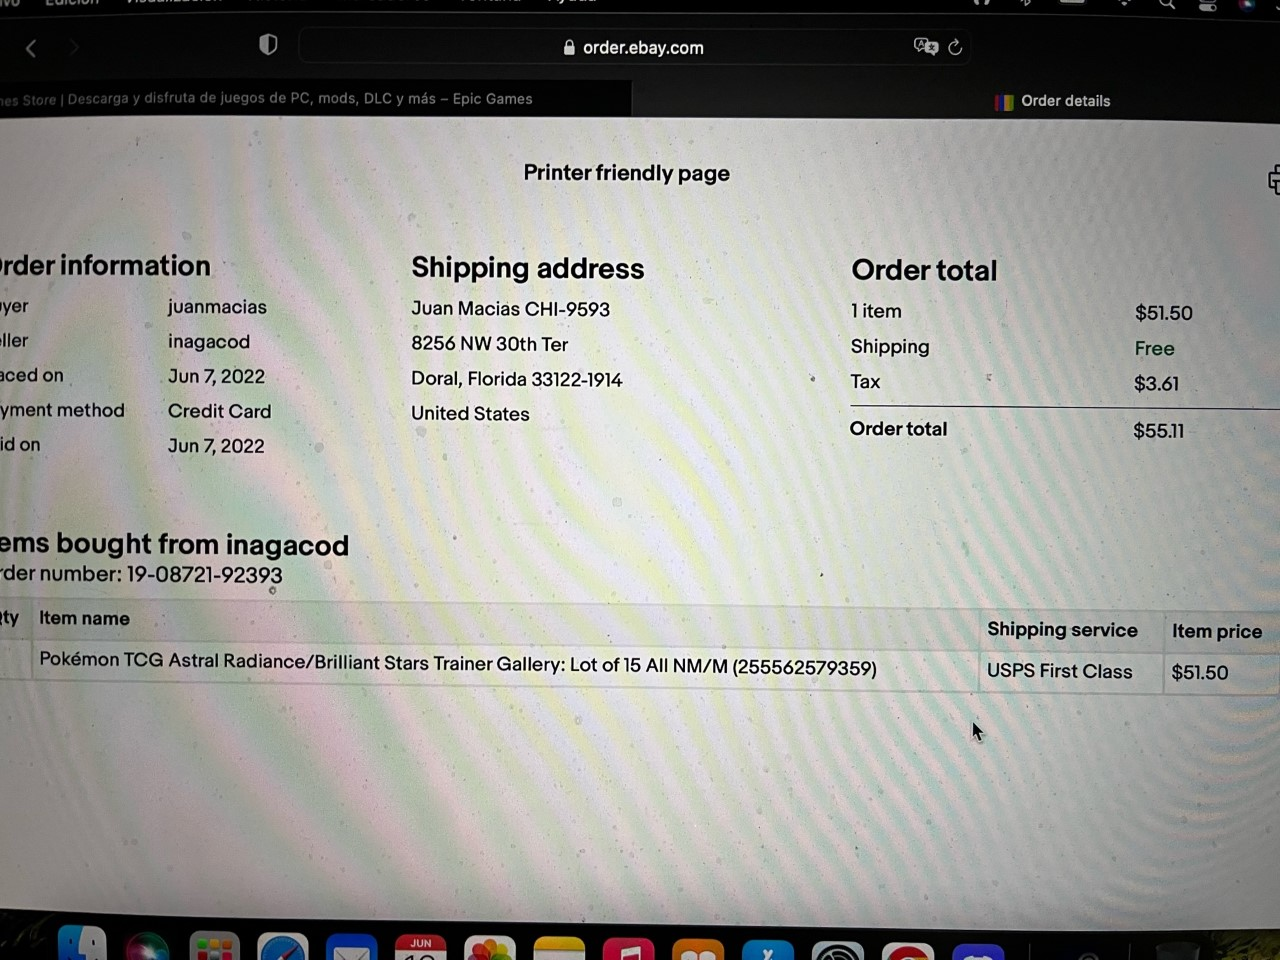 order.ebay.com
Store | Descarga y disfruta de juegos de PC, mods, DLC y más – Epic Games
Order details
Printer friendly page
rder information
yer juanmacias
ller inagacod
aced on Jun 7, 2022
yment method Credit Card
id on Jun 7, 2022
Shipping address
Juan Macias CHI-9593
8256 NW 30th Ter
Doral, Florida 33122-1914
United States
Order total
1 item $51.50
Shipping Free
Tax $3.61
Order total $55.11
ems bought from inagacod
rder number: 19-08721-92393
ty Item name Shipping service Item price
Pokémon TCG Astral Radiance/Brilliant Stars Trainer Gallery: Lot of 15 All NM/M (255562579359) USPS First Class $51.50
JUN